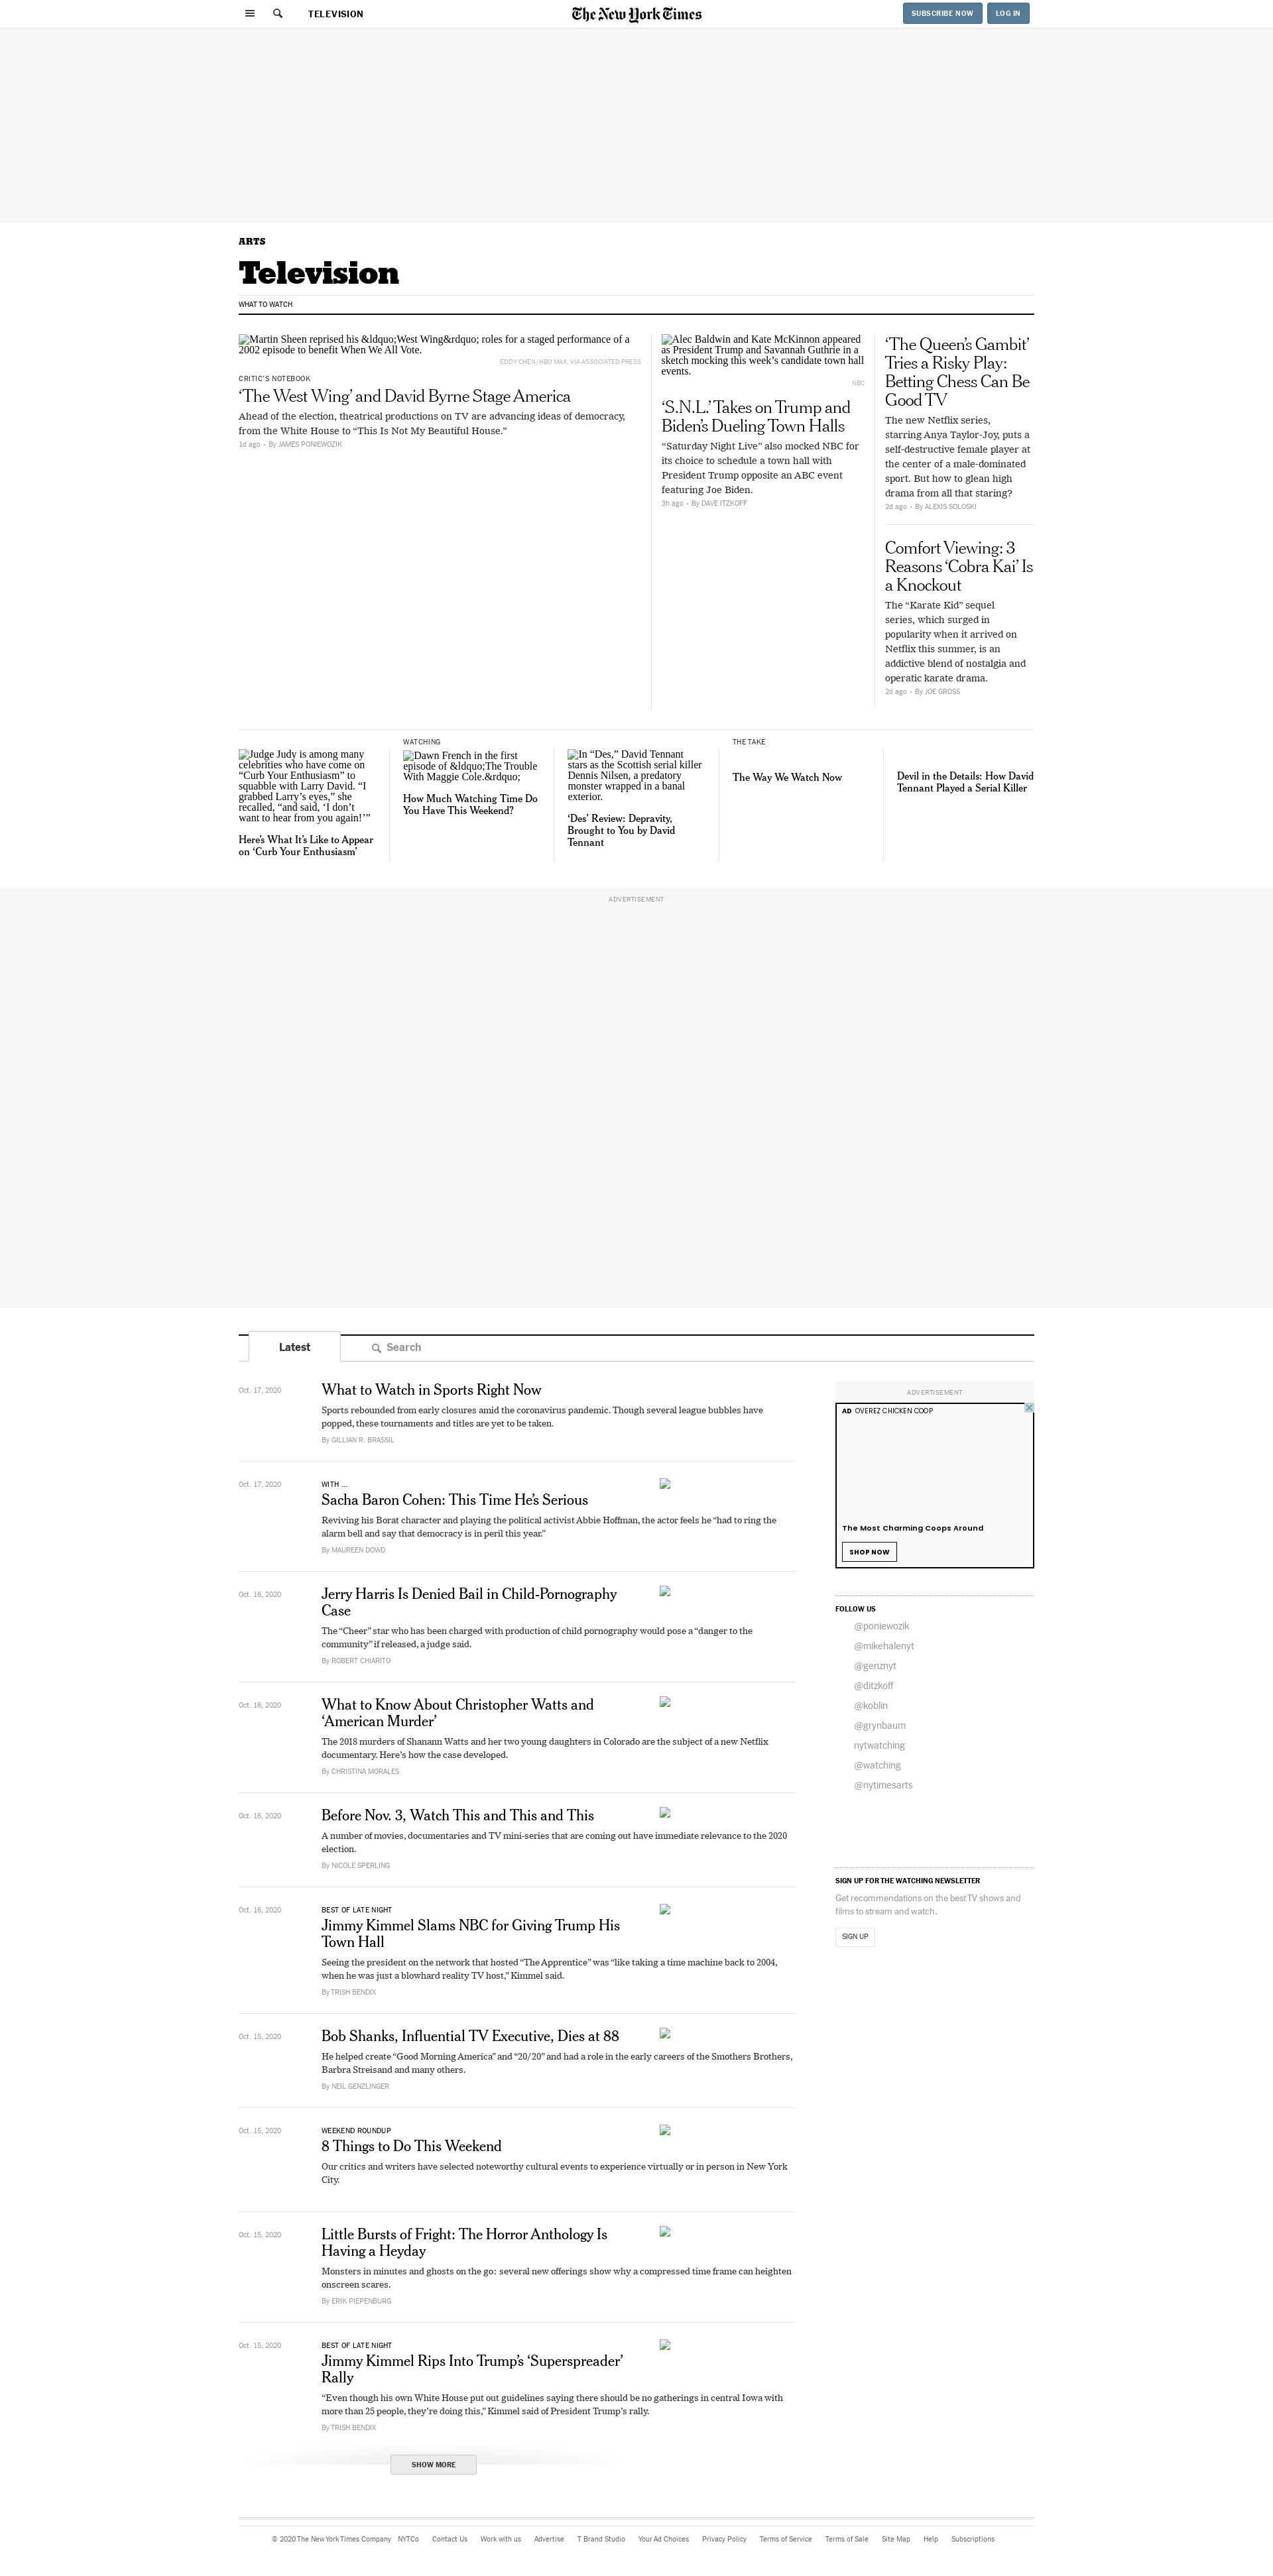 TELEVISION
The New York Times
SUBSCRIBE NOW
LOG IN
ARTS
Television
WHAT TO WATCH
Martin Sheen reprised his &ldquo;West Wing&rdquo; roles for a staged performance of a
2002 episode to benefit When We All Vote.
EDDY CHEN/HBO MAX, VIA ASSOCIATED PRESS
CRITIC'S NOTEBOOK
‘The West Wing’ and David Byrne Stage America
Ahead of the election, theatrical productions on TV are advancing ideas of democracy,
from the White House to “This Is Not My Beautiful House.”
1d ago • By JAMES PONIEWOZIK
Alec Baldwin and Kate McKinnon appeared
as President Trump and Savannah Guthrie in a
sketch mocking this week’s candidate town hall
events.
NBC
‘S.N.L.’ Takes on Trump and
Biden’s Dueling Town Halls
“Saturday Night Live” also mocked NBC for
its choice to schedule a town hall with
President Trump opposite an ABC event
featuring Joe Biden.
3h ago • By DAVE ITZKOFF
‘The Queen’s Gambit’
Tries a Risky Play:
Betting Chess Can Be
Good TV
The new Netflix series,
starring Anya Taylor-Joy, puts a
self-destructive female player at
the center of a male-dominated
sport. But how to glean high
drama from all that staring?
2d ago • By ALEXIS SOLOSKI
Comfort Viewing: 3
Reasons ‘Cobra Kai’ Is
a Knockout
The “Karate Kid” sequel
series, which surged in
popularity when it arrived on
Netflix this summer, is an
addictive blend of nostalgia and
operatic karate drama.
2d ago • By JOE GROSS
Judge Judy is among many
celebrities who have come on
“Curb Your Enthusiasm” to
squabble with Larry David. “I
grabbed Larry’s eyes,” she
recalled, “and said, ‘I don’t
want to hear from you again!’”
Here’s What It’s Like to Appear
on ‘Curb Your Enthusiasm’
WATCHING
Dawn French in the first
episode of &ldquo;The Trouble
With Maggie Cole.&rdquo;
How Much Watching Time Do
You Have This Weekend?
In “Des,” David Tennant
stars as the Scottish serial killer
Dennis Nilsen, a predatory
monster wrapped in a banal
exterior.
‘Des’ Review: Depravity,
Brought to You by David
Tennant
THE TAKE
The Way We Watch Now
Devil in the Details: How David
Tennant Played a Serial Killer
ADVERTISEMENT
Latest
Search
Oct. 17, 2020
What to Watch in Sports Right Now
Sports rebounded from early closures amid the coronavirus pandemic. Though several league bubbles have
popped, these tournaments and titles are yet to be taken.
By GILLIAN R. BRASSIL
Oct. 17, 2020
WITH ...
Sacha Baron Cohen: This Time He’s Serious
Reviving his Borat character and playing the political activist Abbie Hoffman, the actor feels he “had to ring the
alarm bell and say that democracy is in peril this year.”
By MAUREEN DOWD
Oct. 16, 2020
Jerry Harris Is Denied Bail in Child-Pornography
Case
The “Cheer” star who has been charged with production of child pornography would pose a “danger to the
community” if released, a judge said.
By ROBERT CHIARITO
Oct. 16, 2020
What to Know About Christopher Watts and
‘American Murder’
The 2018 murders of Shanann Watts and her two young daughters in Colorado are the subject of a new Netflix
documentary. Here’s how the case developed.
By CHRISTINA MORALES
Oct. 16, 2020
Before Nov. 3, Watch This and This and This
A number of movies, documentaries and TV mini-series that are coming out have immediate relevance to the 2020
election.
By NICOLE SPERLING
Oct. 16, 2020
BEST OF LATE NIGHT
Jimmy Kimmel Slams NBC for Giving Trump His
Town Hall
Seeing the president on the network that hosted “The Apprentice” was “like taking a time machine back to 2004,
when he was just a blowhard reality TV host,” Kimmel said.
By TRISH BENDIX
Oct. 15, 2020
Bob Shanks, Influential TV Executive, Dies at 88
He helped create “Good Morning America” and “20/20” and had a role in the early careers of the Smothers Brothers,
Barbra Streisand and many others.
By NEIL GENZLINGER
Oct. 15, 2020
WEEKEND ROUNDUP
8 Things to Do This Weekend
Our critics and writers have selected noteworthy cultural events to experience virtually or in person in New York
City.
Oct. 15, 2020
Little Bursts of Fright: The Horror Anthology Is
Having a Heyday
Monsters in minutes and ghosts on the go: several new offerings show why a compressed time frame can heighten
onscreen scares.
By ERIK PIEPENBURG
Oct. 15, 2020
BEST OF LATE NIGHT
Jimmy Kimmel Rips Into Trump’s ‘Superspreader’
Rally
“Even though his own White House put out guidelines saying there should be no gatherings in central Iowa with
more than 25 people, they’re doing this,” Kimmel said of President Trump’s rally.
By TRISH BENDIX
SHOW MORE
ADVERTISEMENT
AD OVEREZ CHICKEN COOP
The Most Charming Coops Around
SHOP NOW
FOLLOW US
@poniewozik
@mikehalenyt
@genznyt
@ditzkoff
@koblin
@grynbaum
nytwatching
@watching
@nytimesarts
SIGN UP FOR THE WATCHING NEWSLETTER
Get recommendations on the best TV shows and
films to stream and watch.
SIGN UP
© 2020 The New York Times Company NYTCo Contact Us Work with us Advertise T Brand Studio Your Ad Choices Privacy Policy Terms of Service Terms of Sale Site Map Help Subscriptions